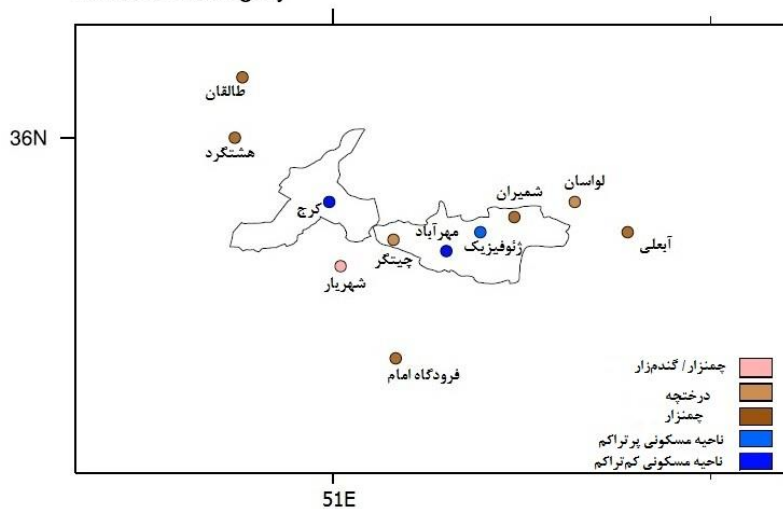 طالقان
36N
هشتگرد
لواسان
شمیران
کرج
مهرآباد
ژئوفیزیک
آبعلی
چیتگر
شهریار
فرودگاه امام
چمنزار/ گندم‌زار
درختچه
چمنزار
ناحیه مسکونی پرتراکم
ناحیه مسکونی کم‌تراکم
51E